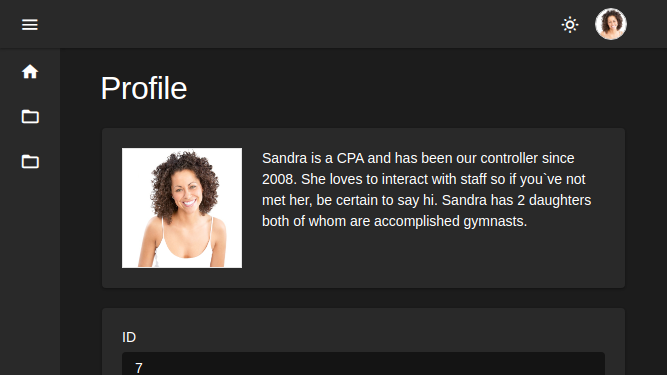 Profile
Sandra is a CPA and has been our controller since
2008. She loves to interact with staff so if you`ve not
met her, be certain to say hi. Sandra has 2 daughters
both of whom are accomplished gymnasts.
ID
7